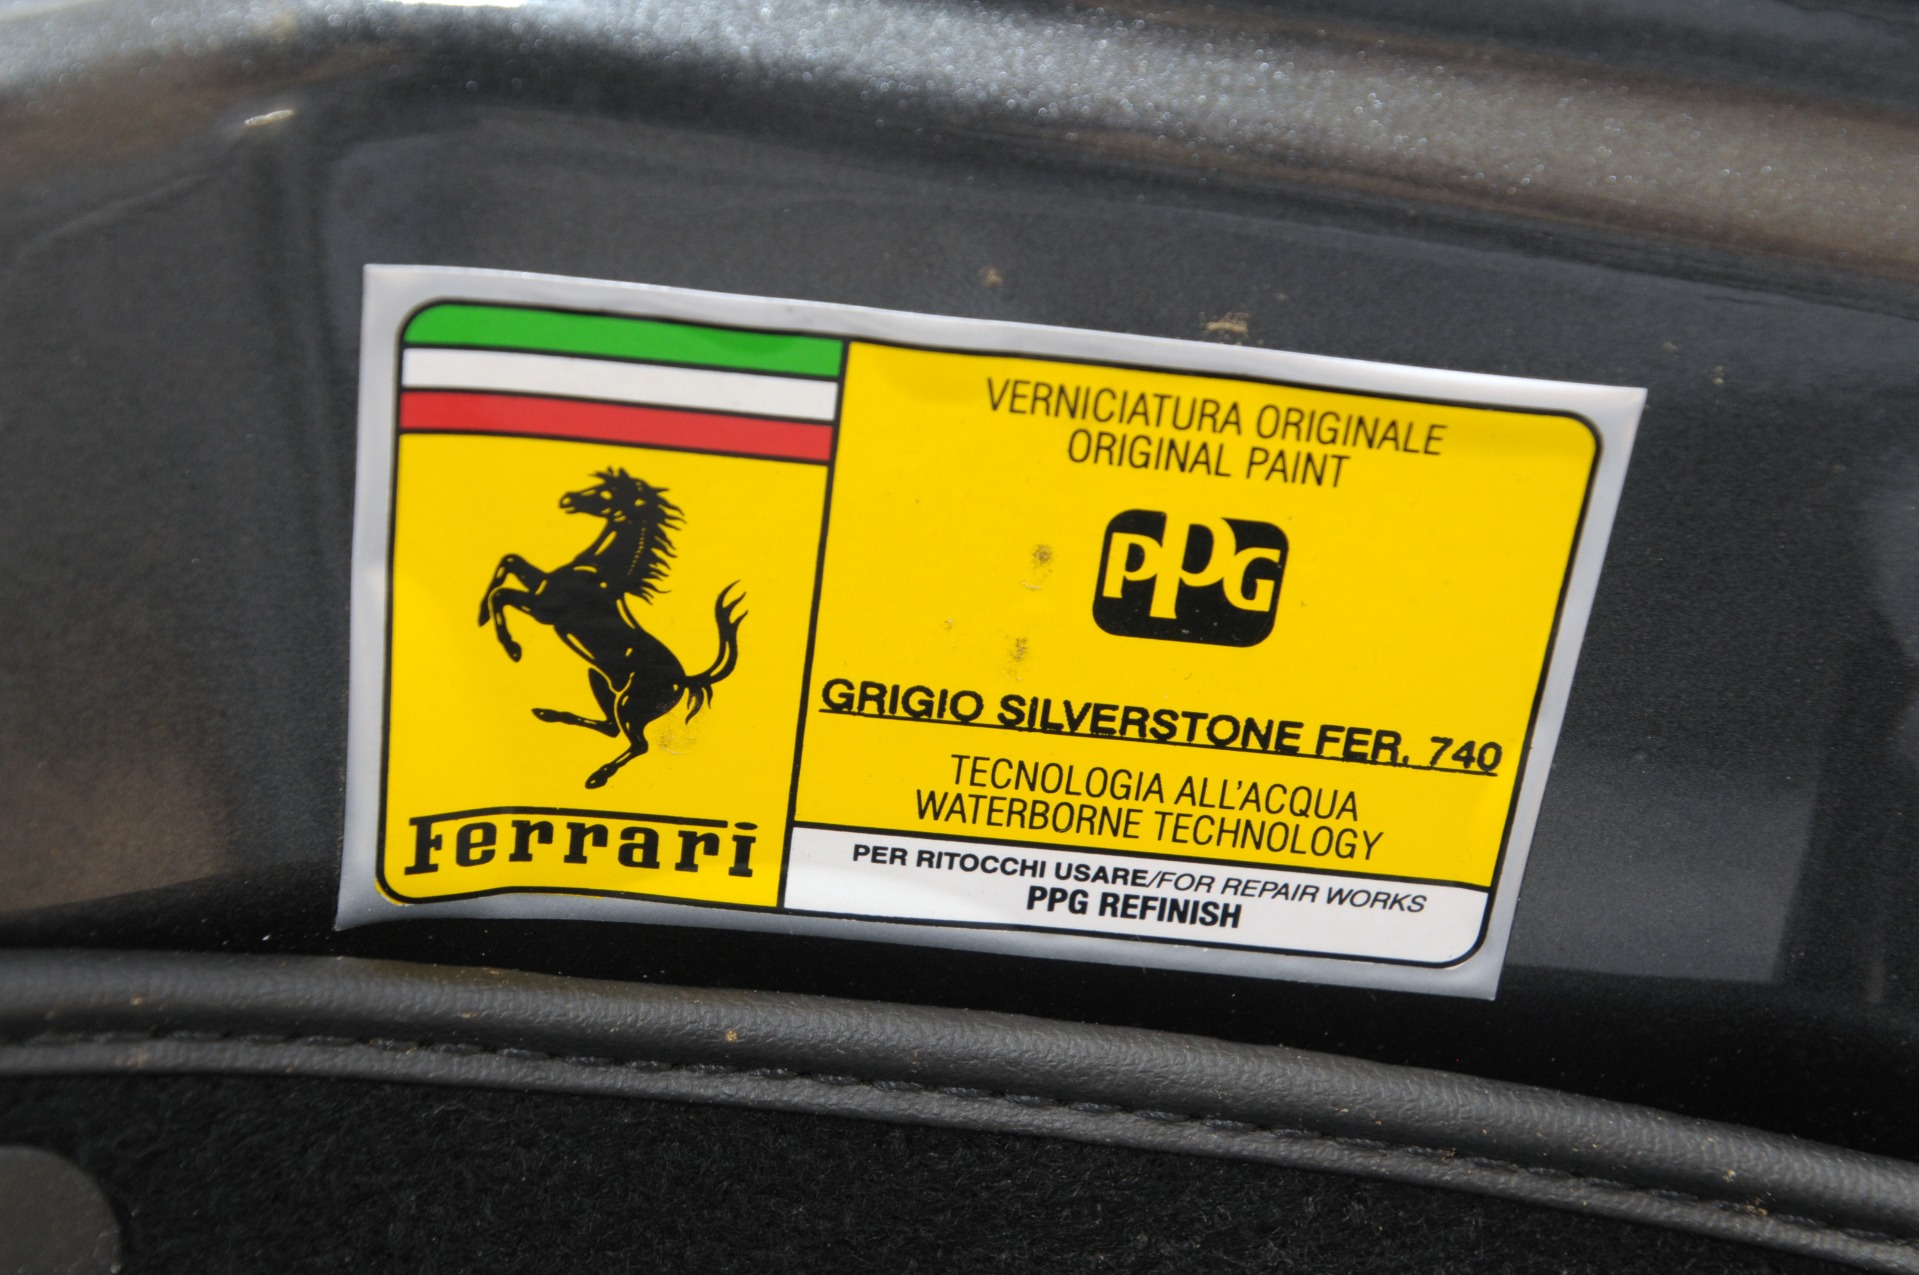 Ferrari
VERNICIATURA ORIGINALE
ORIGINAL PAINT
PPG
GRIGIO SILVERSTONE FER. 740
TECNOLOGIA ALL'ACQUA
WATERBORNE TECHNOLOGY
PER RITOCCHI USARE/FOR REPAIR WORKS
PPG REFINISH